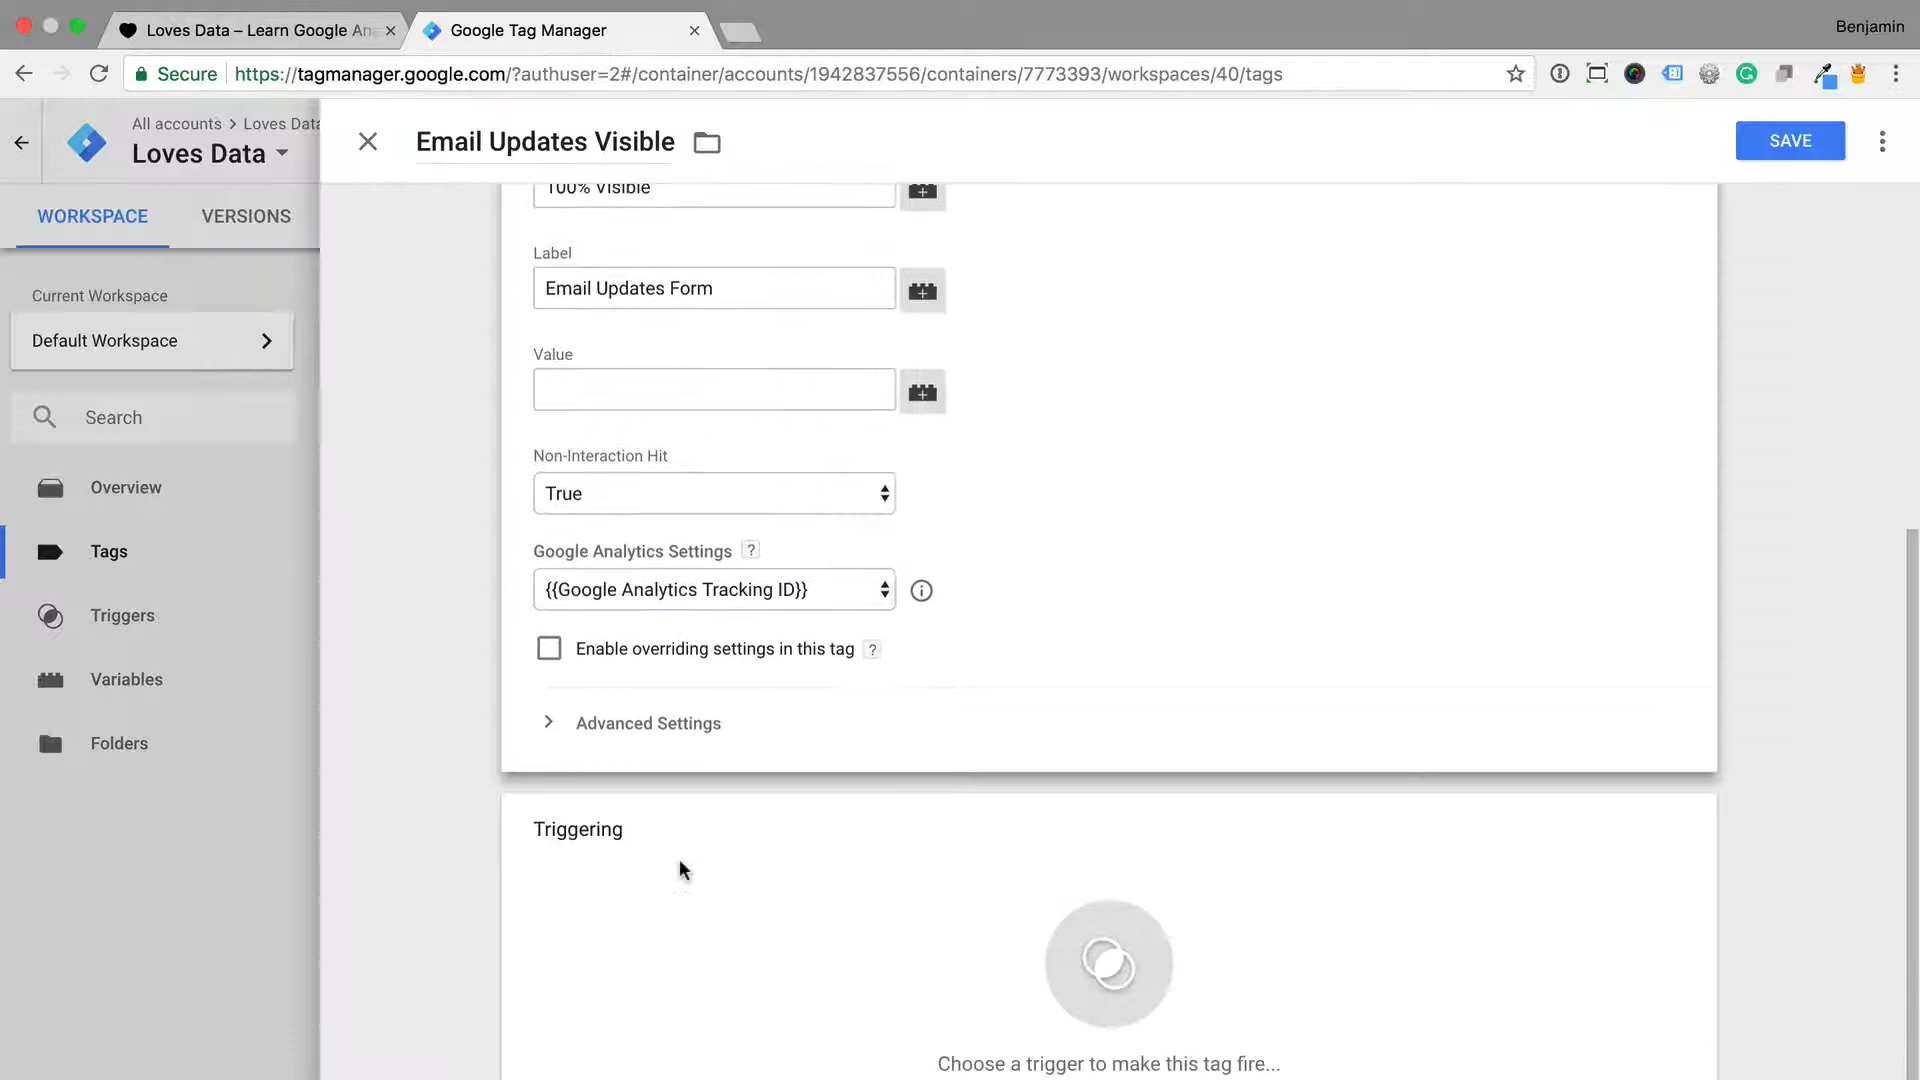 Loves Data – Learn Google Ana
Google Tag Manager
Benjamin
Secure
https://tagmanager.google.com/?authuser=2#/container/accounts/1942837556/containers/7773393/workspaces/40/tags
All accounts > Loves Data
Loves Data
Email Updates Visible
SAVE
WORKSPACE
VERSIONS
100% Visible
Label
Email Updates Form
Current Workspace
Default Workspace
Value
Search
Non-Interaction Hit
True
Overview
Tags
Google Analytics Settings ?
{{Google Analytics Tracking ID}}
Triggers
Enable overriding settings in this tag ?
Variables
Advanced Settings
Folders
Triggering
Choose a trigger to make this tag fire...